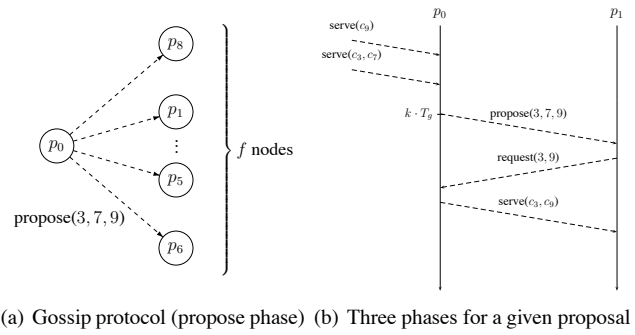 p₈
p₁
⋮
p₀
p₅
f nodes
propose(3, 7, 9)
p₆
p₀
p₁
serve(c₉)
serve(c₃, c₇)
k · T_g
propose(3, 7, 9)
request(3, 9)
serve(c₃, c₉)
(a) Gossip protocol (propose phase)
(b) Three phases for a given proposal